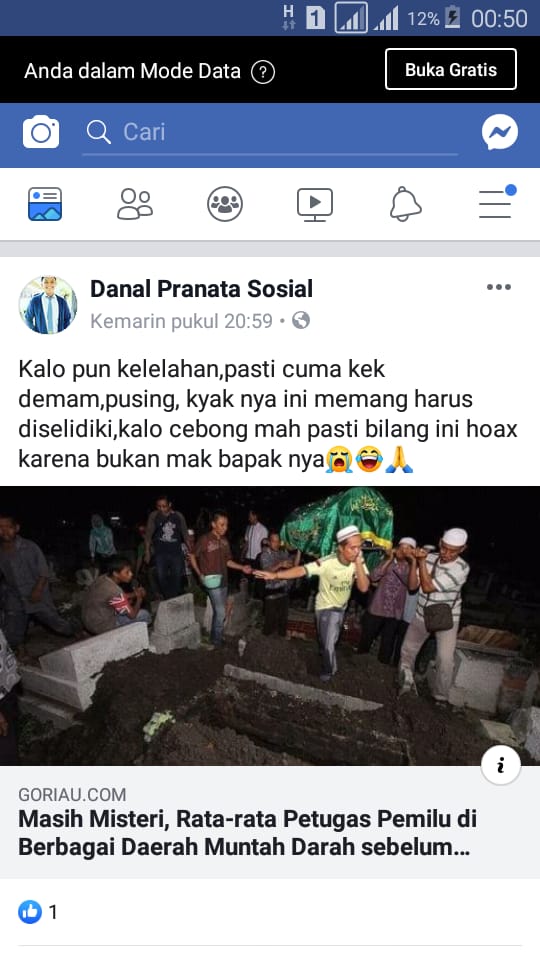 H 1 12% 00:50
Anda dalam Mode Data ? Buka Gratis
Cari
Danal Pranata Sosial
Kemarin pukul 20:59
Kalo pun kelelahan,pasti cuma kek
demam,pusing, kyak nya ini memang harus
diselidiki,kalo cebong mah pasti bilang ini hoax
karena bukan mak bapak nya😭😂🙏
i
GORIAU.COM
Masih Misteri, Rata-rata Petugas Pemilu di
Berbagai Daerah Muntah Darah sebelum...
1